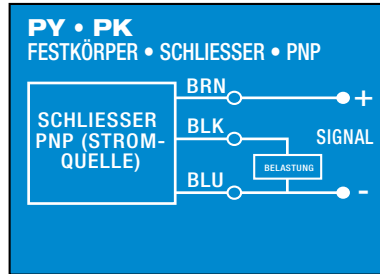 PY • PK
FESTKÖRPER • SCHLIESSER • PNP
BRN
+
SCHLIESSER
PNP (STROM-
QUELLE)
BLK
SIGNAL
BELASTUNG
BLU
-